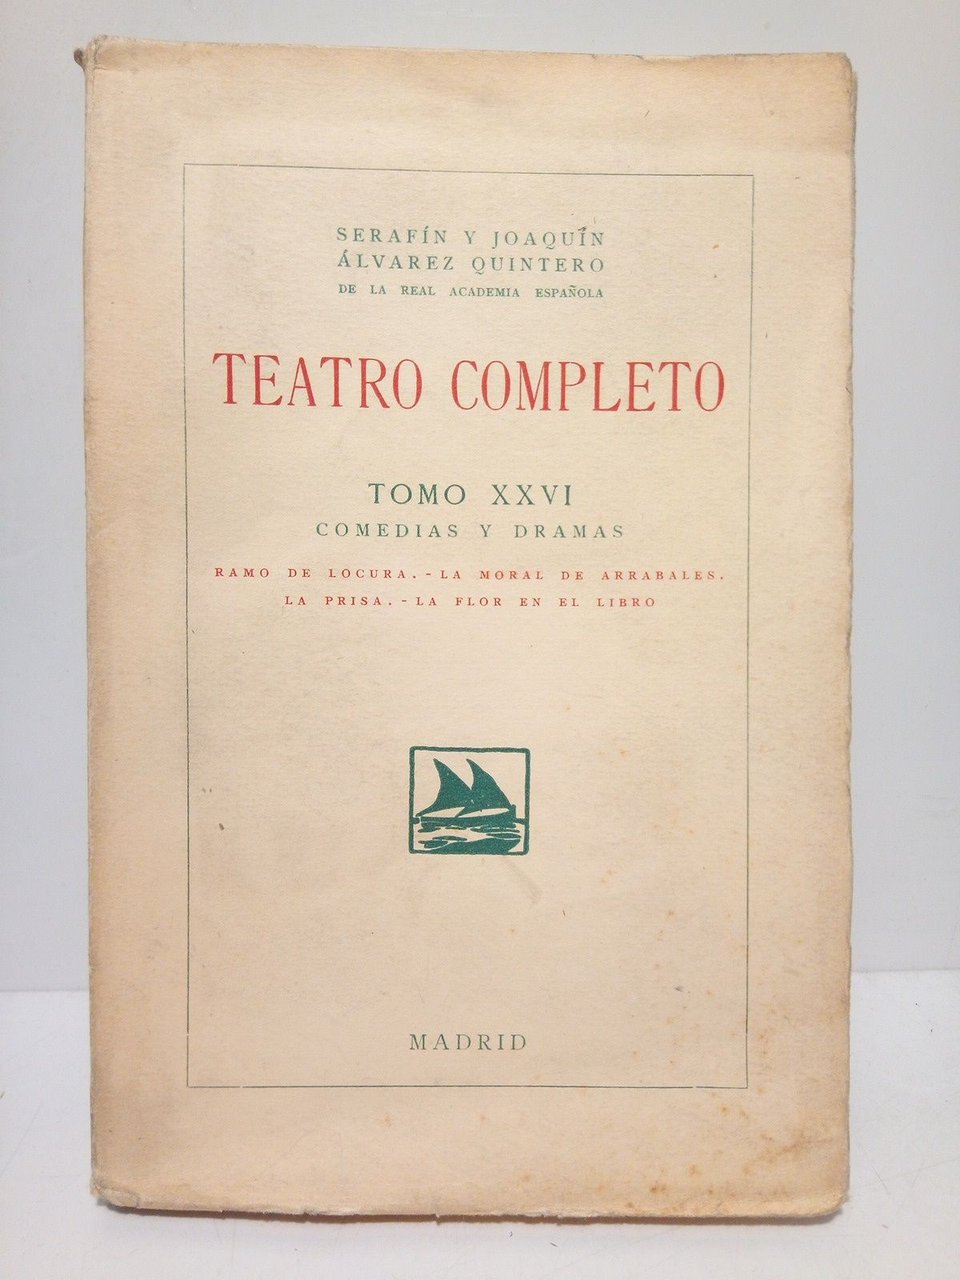 SERAFÍN Y JOAQUÍN
ÁLVAREZ QUINTERO
DE LA REAL ACADEMIA ESPAÑOLA
TEATRO COMPLETO
TOMO XXVI
COMEDIAS Y DRAMAS
RAMO DE LOCURA.-LA MORAL DE ARRABALES.
LA PRISA.-LA FLOR EN EL LIBRO
MADRID